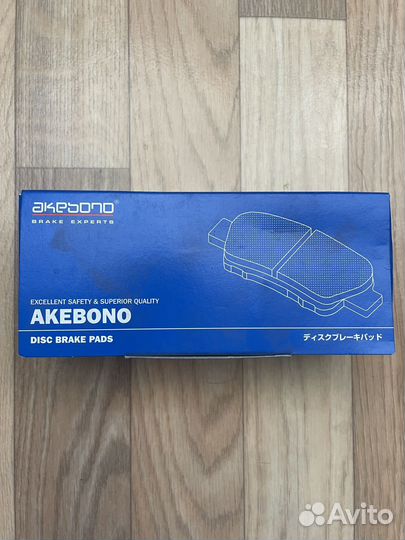 akebono
BRAKE EXPERTS
EXCELLENT SAFETY & SUPERIOR QUALITY
AKEBONO
DISC BRAKE PADS
ディスクブレーキパッド
Avito